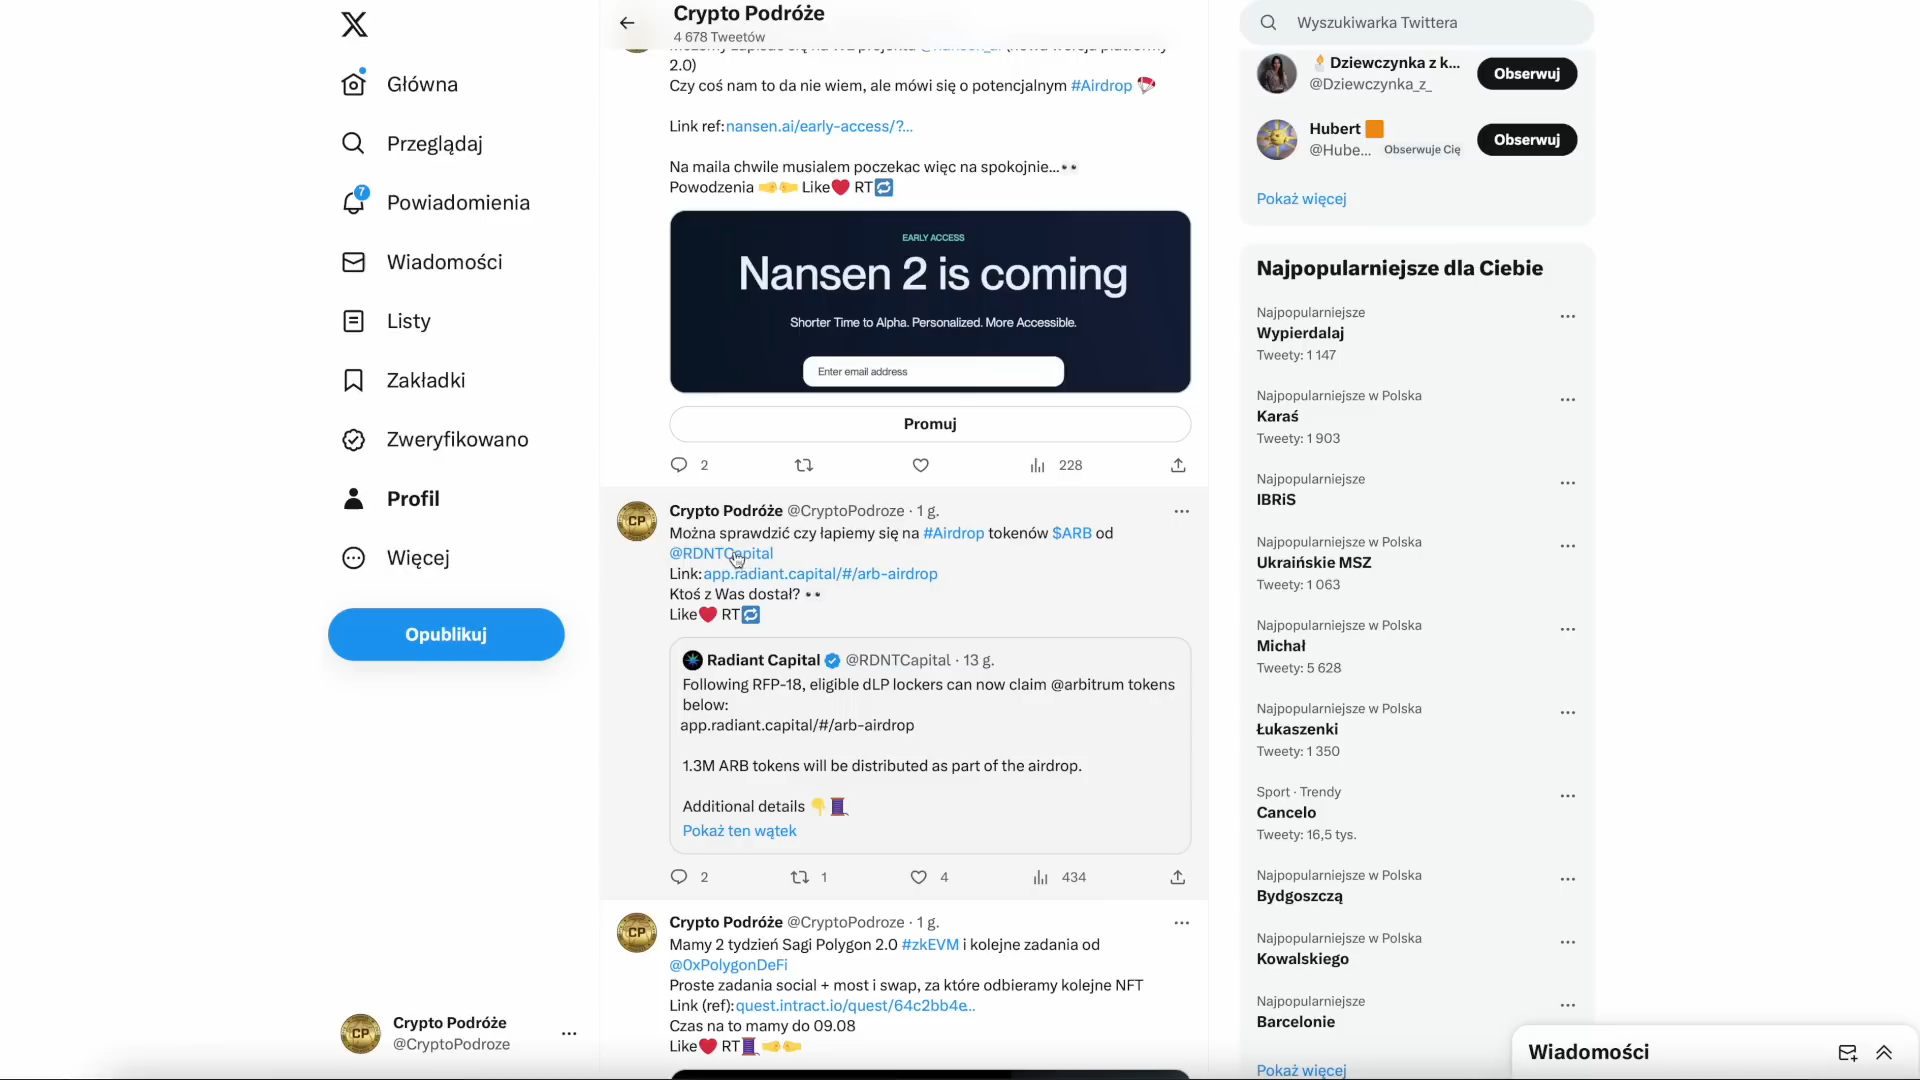 Główna
Przeglądaj
7
Powiadomienia
Wiadomości
Listy
Zakładki
Zweryfikowano
Profil
Więcej
Opublikuj
Crypto Podróże
@CryptoPodroze
Crypto Podróże
4 678 Tweetów
2.0)
Czy coś nam to da nie wiem, ale mówi się o potencjalnym #Airdrop
Link ref: nansen.ai/early-access/?...
Na maila chwile musialem poczekac więc na spokojnie...
Powodzenia Like RT
EARLY ACCESS
Nansen 2 is coming
Shorter Time to Alpha. Personalized. More Accessible.
Enter email address
Promuj
2 228
Crypto Podróże @CryptoPodroze · 1 g.
Można sprawdzić czy łapiemy się na #Airdrop tokenów $ARB od
@RDNTCapital
Link: app.radiant.capital/#/arb-airdrop
Ktoś z Was dostał?
Like RT
Radiant Capital @RDNTCapital · 13 g.
Following RFP-18, eligible dLP lockers can now claim @arbitrum tokens
below:
app.radiant.capital/#/arb-airdrop
1.3M ARB tokens will be distributed as part of the airdrop.
Additional details
Pokaż ten wątek
2 1 4 434
CP
Crypto Podróże @CryptoPodroze · 1 g.
Mamy 2 tydzień Sagi Polygon 2.0 #zkEVM i kolejne zadania od
@0xPolygonDeFi
Proste zadania social + most i swap, za które odbieramy kolejne NFT
Link (ref): quest.intract.io/quest/64c2bb4e...
Czas na to mamy do 09.08
Like RT
Wyszukiwarka Twittera
Dziewczynka z k...
@Dziewczynka_z_
Obserwuj
Hubert
@Hube... Obserwuje Cię
Obserwuj
Pokaż więcej
Najpopularniejsze dla Ciebie
Najpopularniejsze
Wypierdalaj
Tweety: 1 147
Najpopularniejsze w Polska
Karaś
Tweety: 1 903
Najpopularniejsze
IBRiS
Najpopularniejsze w Polska
Ukraińskie MSZ
Tweety: 1 063
Najpopularniejsze w Polska
Michał
Tweety: 5 628
Najpopularniejsze w Polska
Łukaszenki
Tweety: 1 350
Sport · Trendy
Cancelo
Tweety: 16,5 tys.
Najpopularniejsze w Polska
Bydgoszczą
Najpopularniejsze w Polska
Kowalskiego
Najpopularniejsze
Barcelonie
Pokaż więcej
Wiadomości